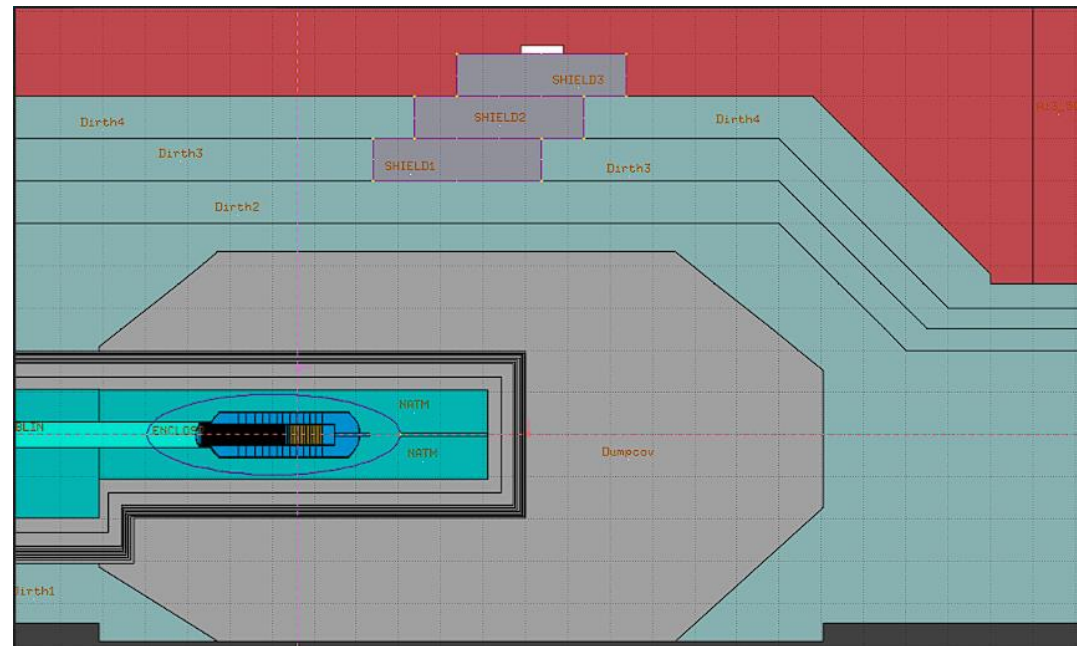 SHIELD3
SHIELD2
Dirth4
Dirth4
Dirth3
SHIELD1
Dirth3
Dirth2
NATM
BLIN
ENCLOS
NATM
Dumpcov
Dirth1